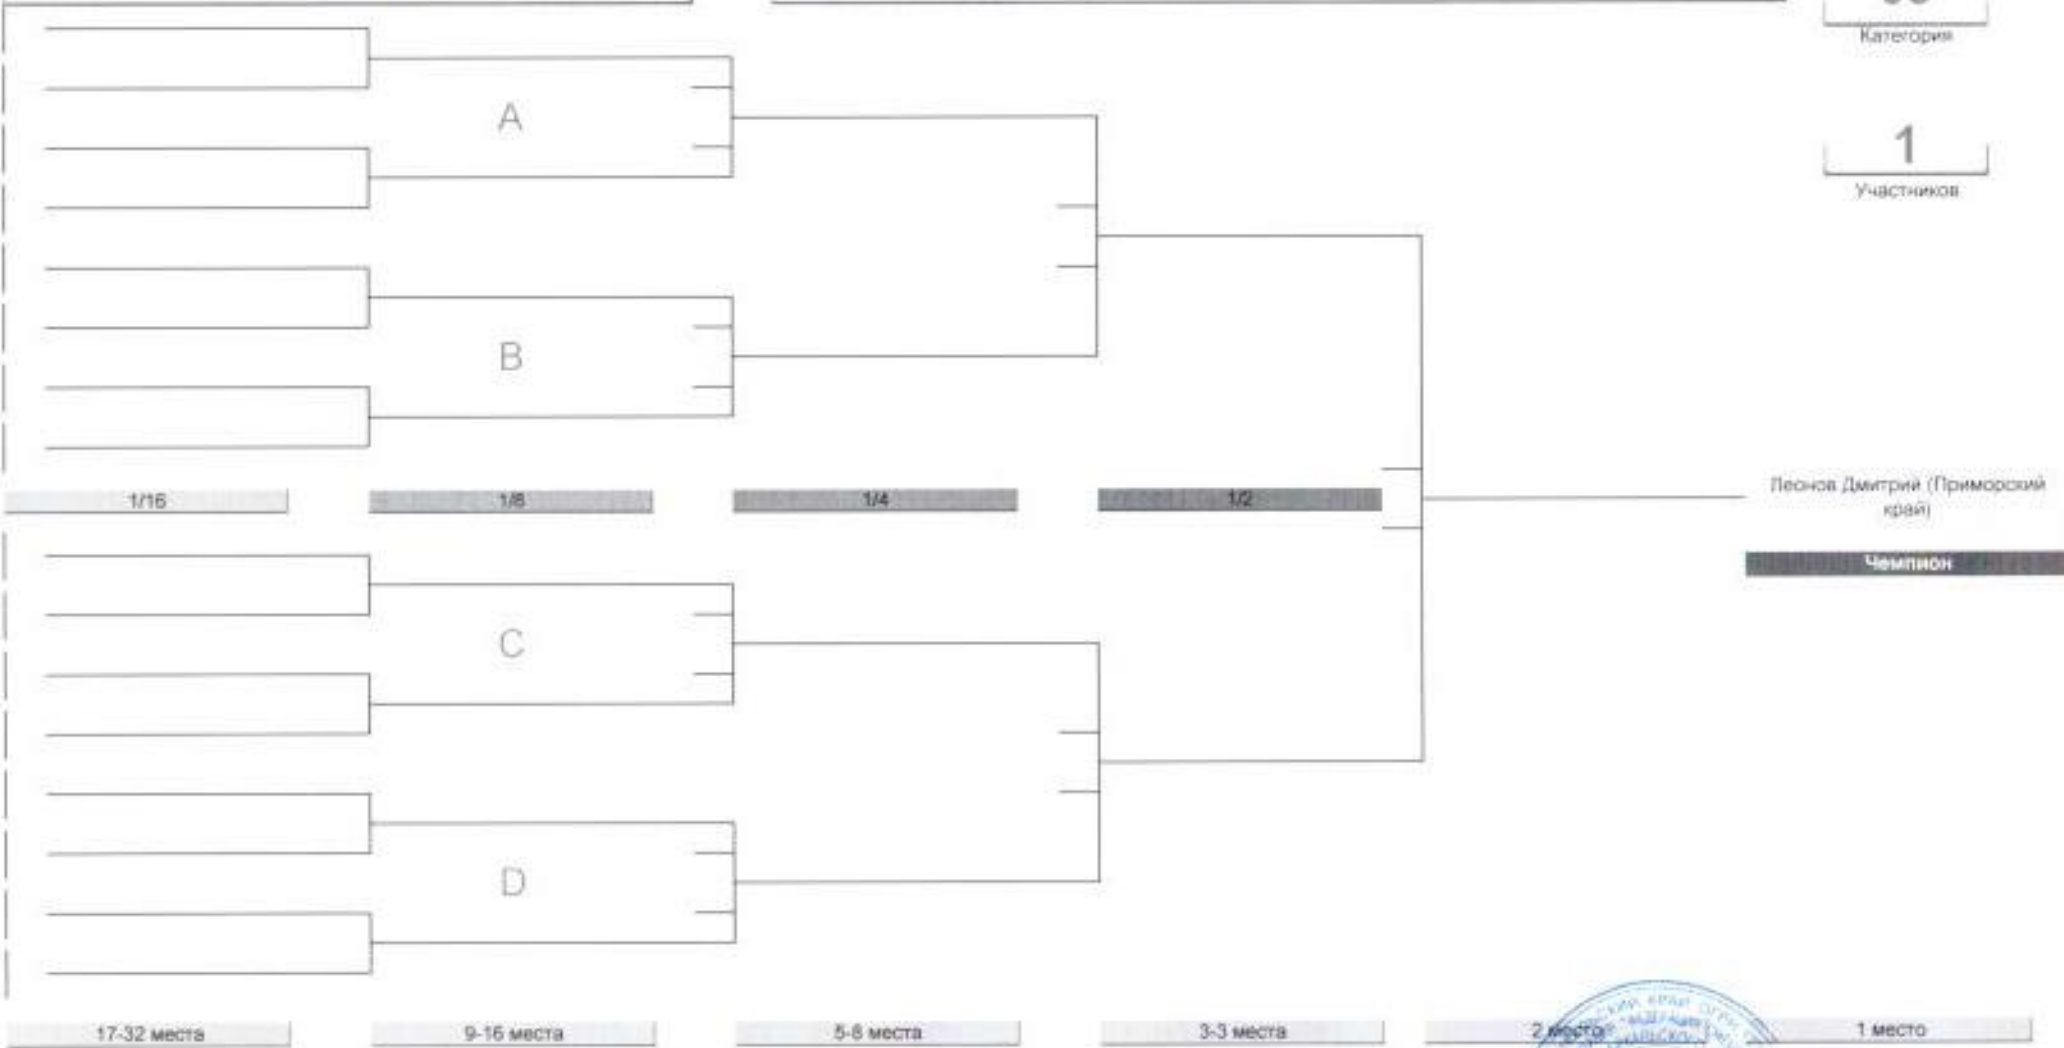 Категория
A
1
Участников
B
1/16
1/8
1/4
1/2
Леонов Дмитрий (Приморский
край)
Чемпион
C
D
17-32 места
9-16 места
5-8 места
3-3 места
2 место
1 место